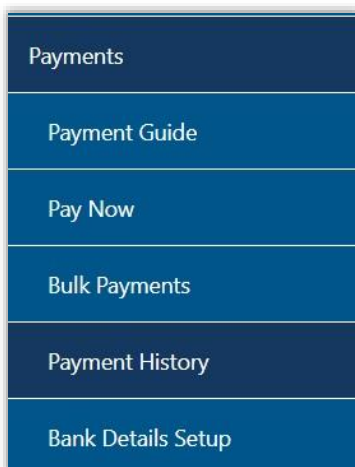 Payments
Payment Guide
Pay Now
Bulk Payments
Payment History
Bank Details Setup